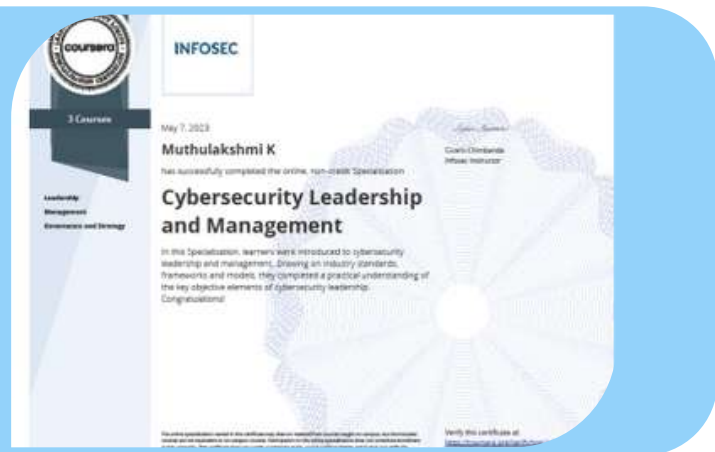 coursera
INFOSEC
3 Courses
Leadership
Management
Governance and Strategy
May 7, 2023
Muthulakshmi K
has successfully completed the online, non-credit Specialization
Cybersecurity Leadership
and Management
In this Specialization, learners were introduced to cybersecurity
leadership and management. Drawing on industry standards,
frameworks and models, they completed a practical understanding of
the key objective elements of cybersecurity leadership.
Congratulations!
Cicero Chimbanda
Infosec Instructor
Verify this certificate at: